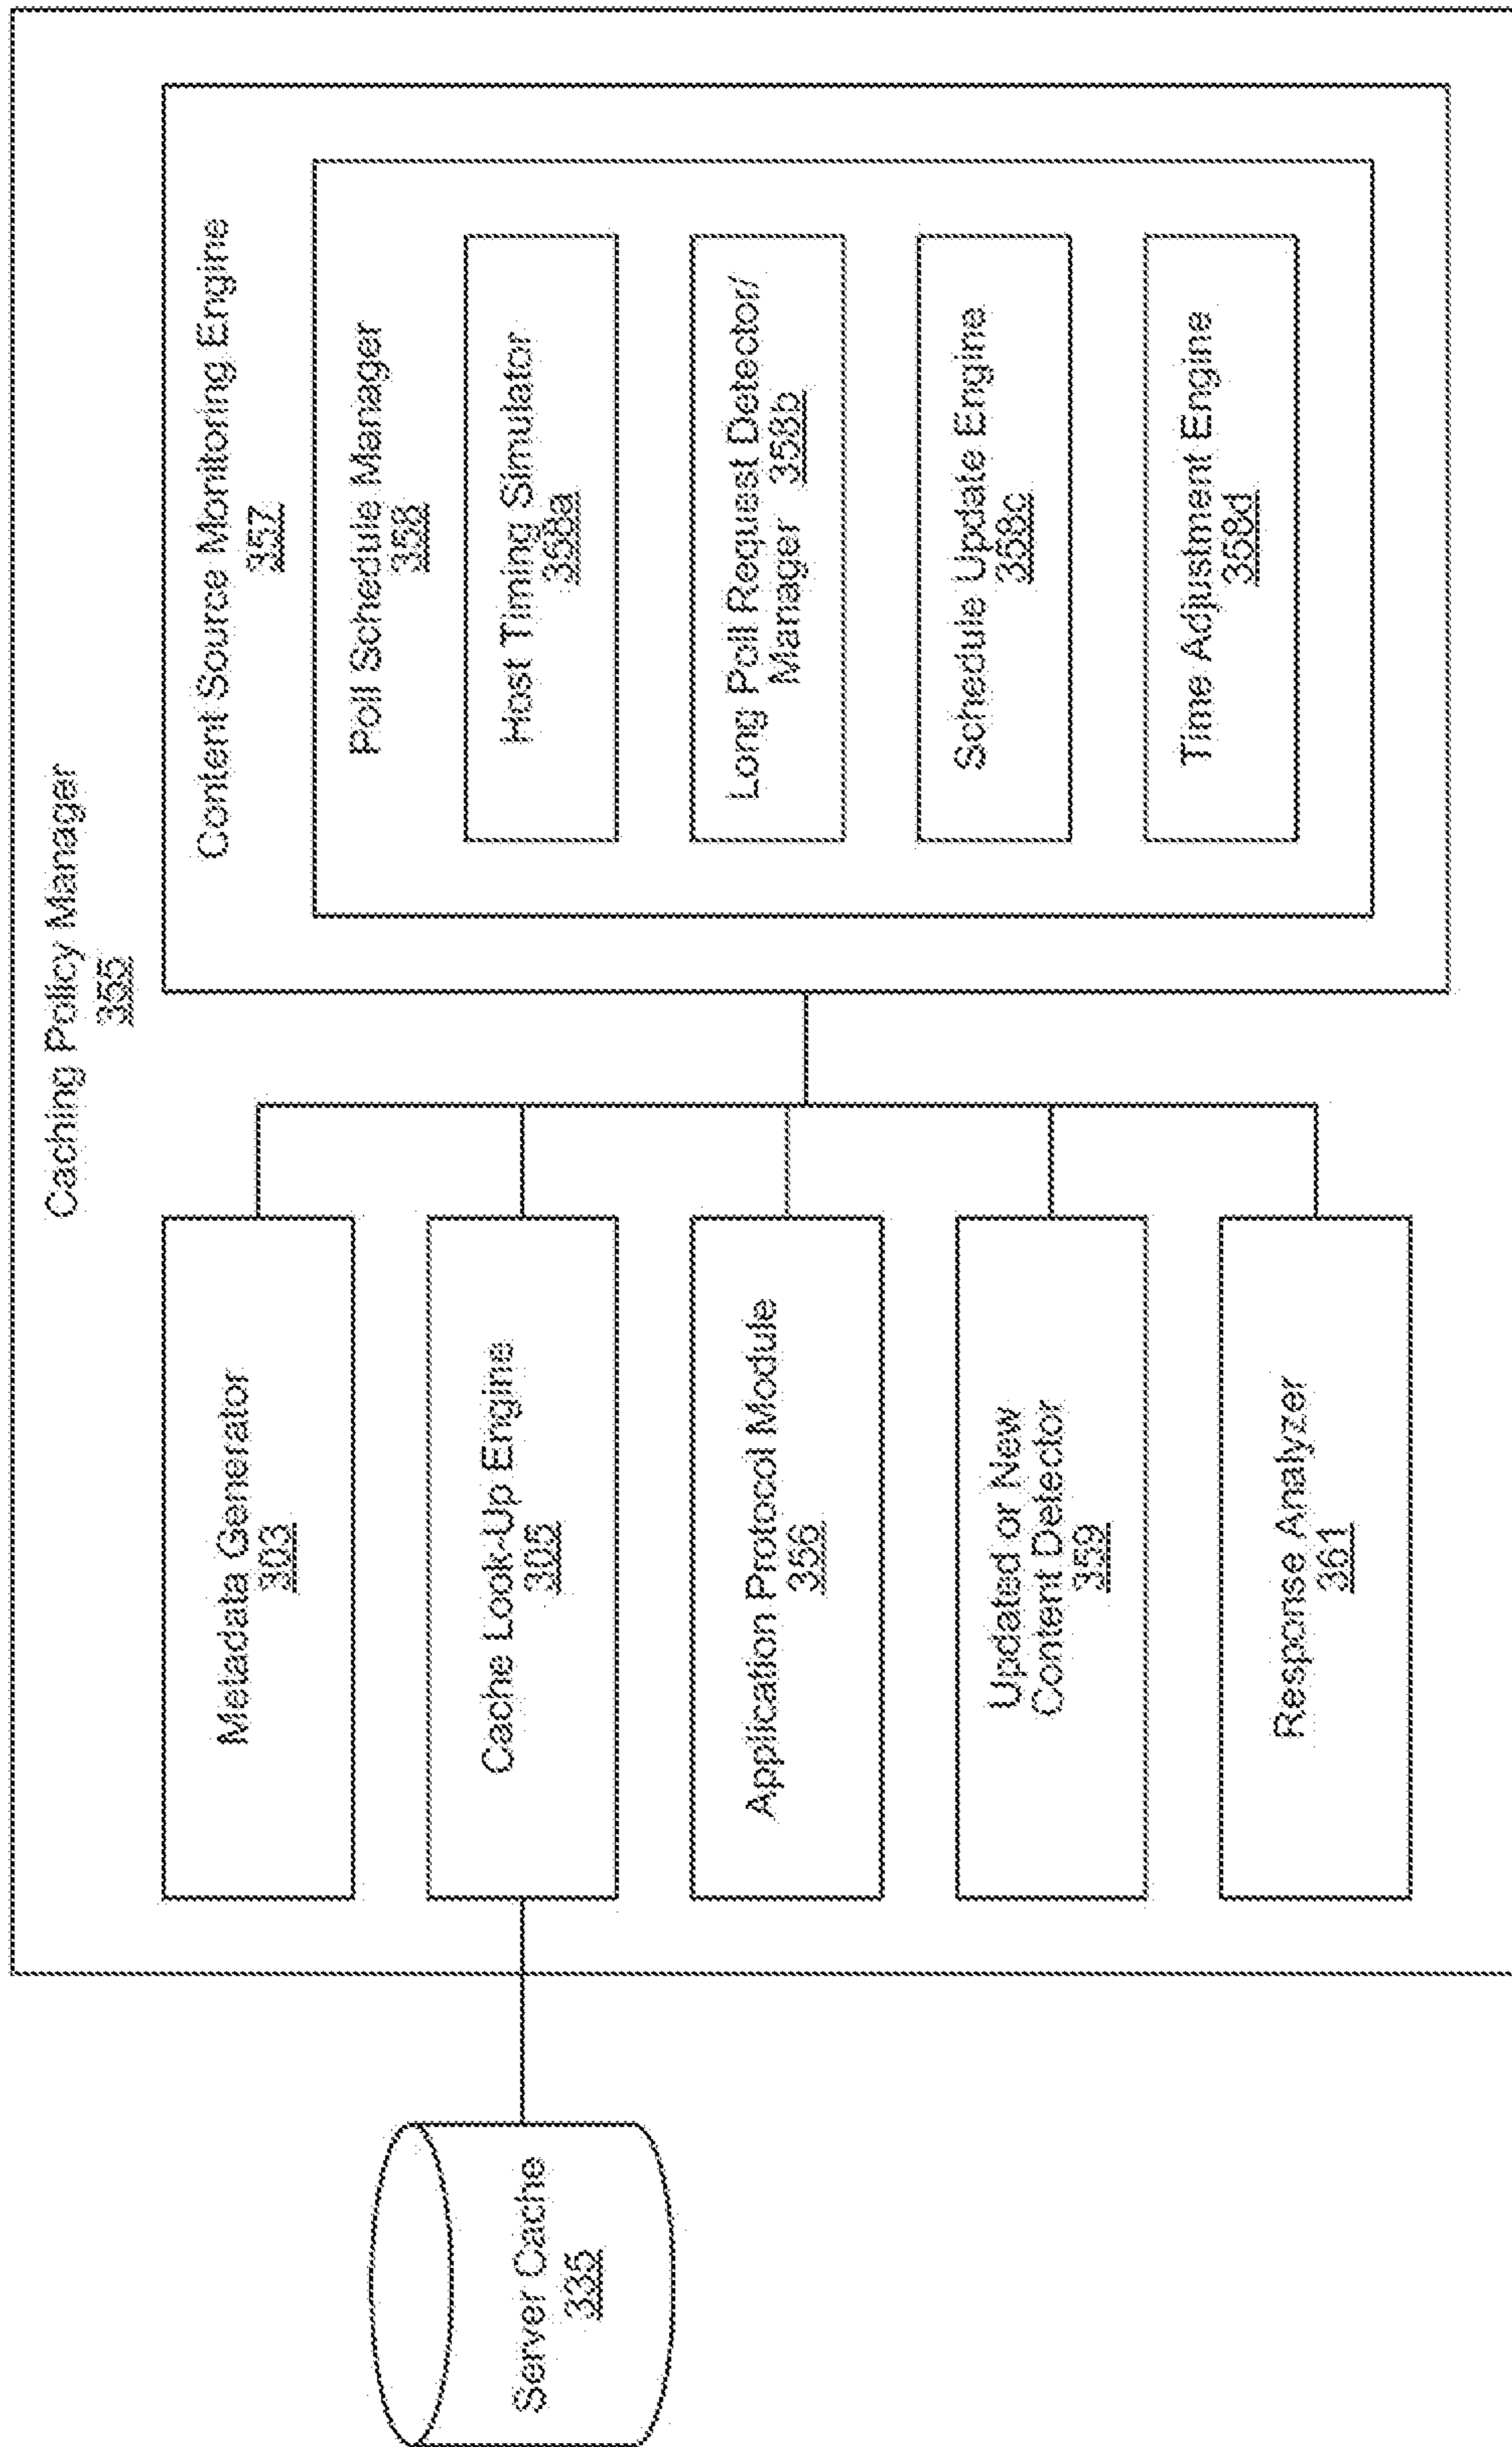 Caching Policy Manager
355
Metadata Generator
303
Cache Look-Up Engine
305
Application Protocol Module
356
Updated or New
Content Detector
359
Response Analyzer
361
Server Cache
335
Content Source Monitoring Engine
357
Poll Schedule Manager
358
Host Timing Simulator
358a
Long Poll Request Detector/
Manager 358b
Schedule Update Engine
358c
Time Adjustment Engine
358d